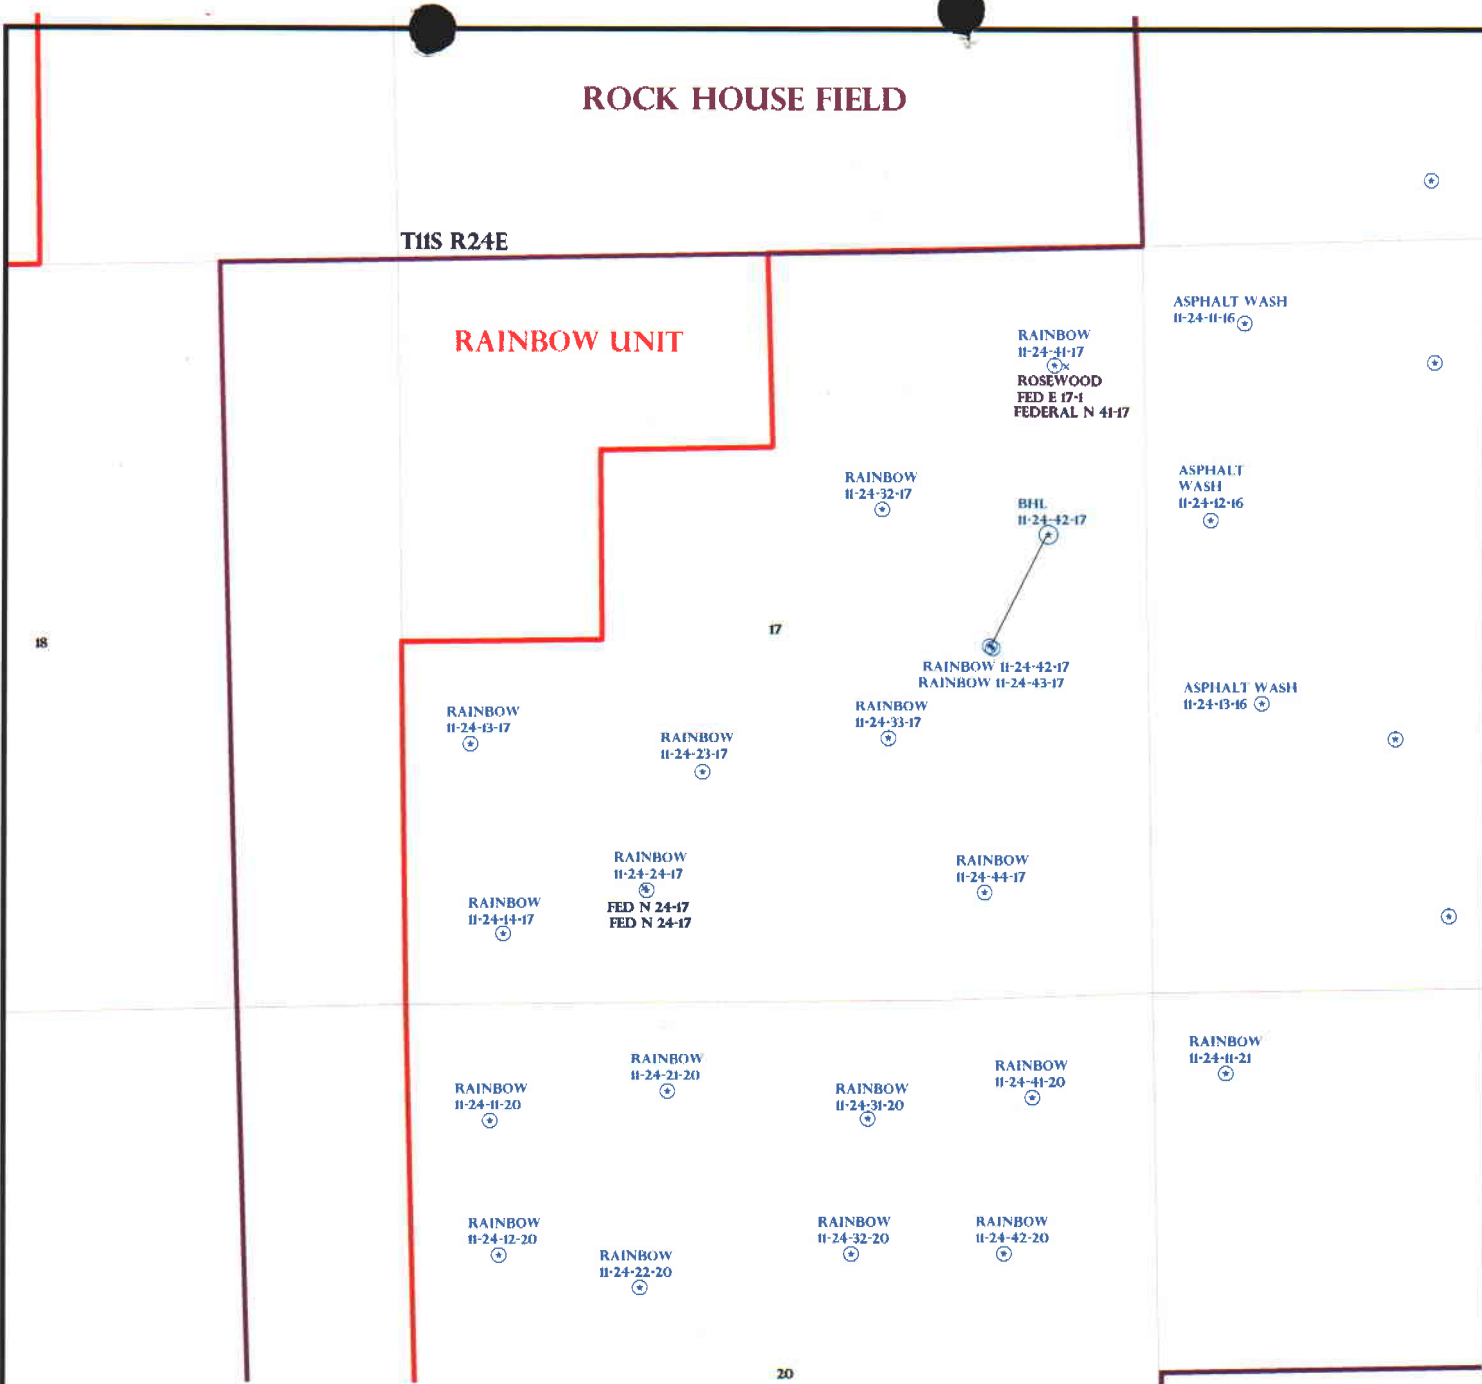 ROCK HOUSE FIELD
T11S R24E
RAINBOW UNIT
ASPHALT WASH
11-24-11-16
RAINBOW
11-24-41-17
ROSEWOOD
FED E 17-1
FEDERAL N 41-17
RAINBOW
11-24-32-17
ASPHALT
WASH
11-24-12-16
BHL
11-24-42-17
18
17
RAINBOW 11-24-42-17
RAINBOW 11-24-43-17
ASPHALT WASH
11-24-13-16
RAINBOW
11-24-13-17
RAINBOW
11-24-23-17
RAINBOW
11-24-33-17
RAINBOW
11-24-24-17
FED N 24-17
FED N 24-17
RAINBOW
11-24-44-17
RAINBOW
11-24-14-17
RAINBOW
11-24-11-20
RAINBOW
11-24-21-20
RAINBOW
11-24-31-20
RAINBOW
11-24-41-20
RAINBOW
11-24-11-21
RAINBOW
11-24-12-20
RAINBOW
11-24-22-20
RAINBOW
11-24-32-20
RAINBOW
11-24-42-20
20